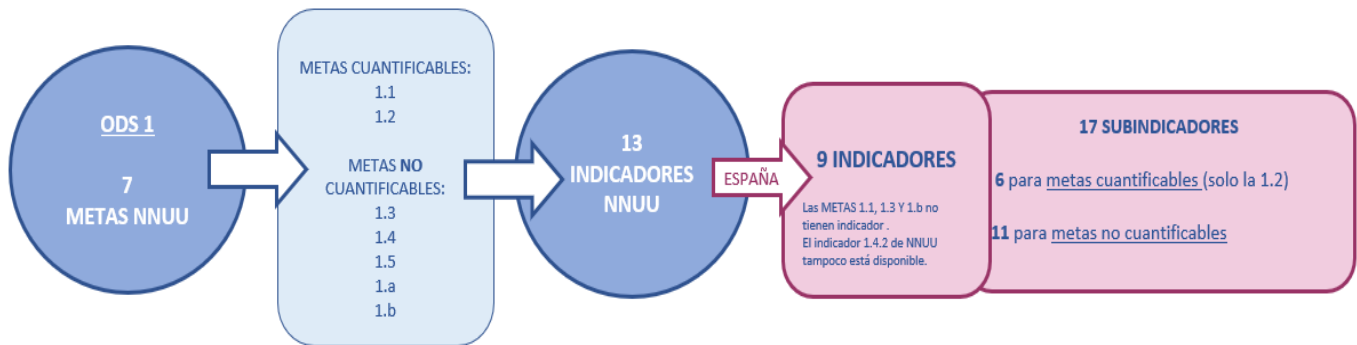 ODS 1
7
METAS NNUU
METAS CUANTIFICABLES:
1.1
1.2
METAS NO
CUANTIFICABLES:
1.3
1.4
1.5
1.a
1.b
13
INDICADORES
NNUU
ESPAÑA
9 INDICADORES
Las METAS 1.1, 1.3 Y 1.b no
tienen indicador .
El indicador 1.4.2 de NNUU
tampoco está disponible.
17 SUBINDICADORES
6 para metas cuantificables (solo la 1.2)
11 para metas no cuantificables